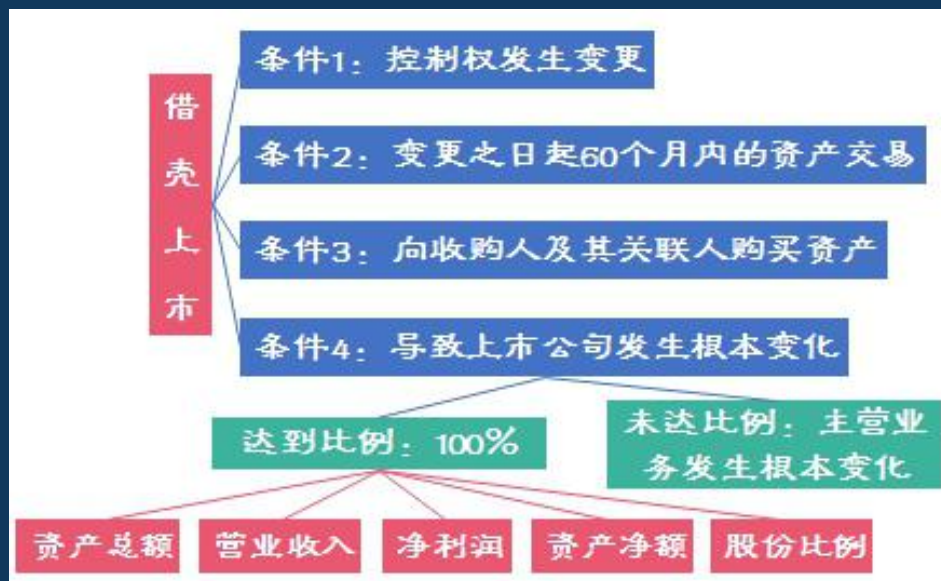 借壳上市
条件1：控制权发生变更
条件2：变更之日起60个月内的资产交易
条件3：向收购人及其关联人购买资产
条件4：导致上市公司发生根本变化
达到比例：100%
未达比例：主营业
务发生根本变化
资产总额
营业收入
净利润
资产净额
股份比例